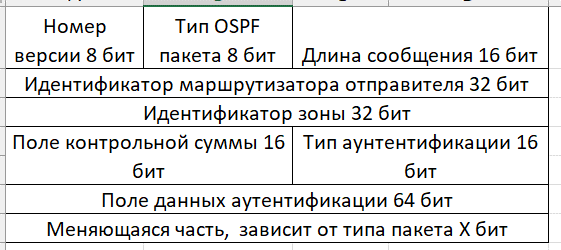 Номер
версии 8 бит
Тип OSPF
пакета 8 бит
Длина сообщения 16 бит
Идентификатор маршрутизатора отправителя 32 бит
Идентификатор зоны 32 бит
Поле контрольной суммы 16
бит
Тип аунтентификации 16
бит
Поле данных аутентификации 64 бит
Меняющаяся часть, зависит от типа пакета X бит